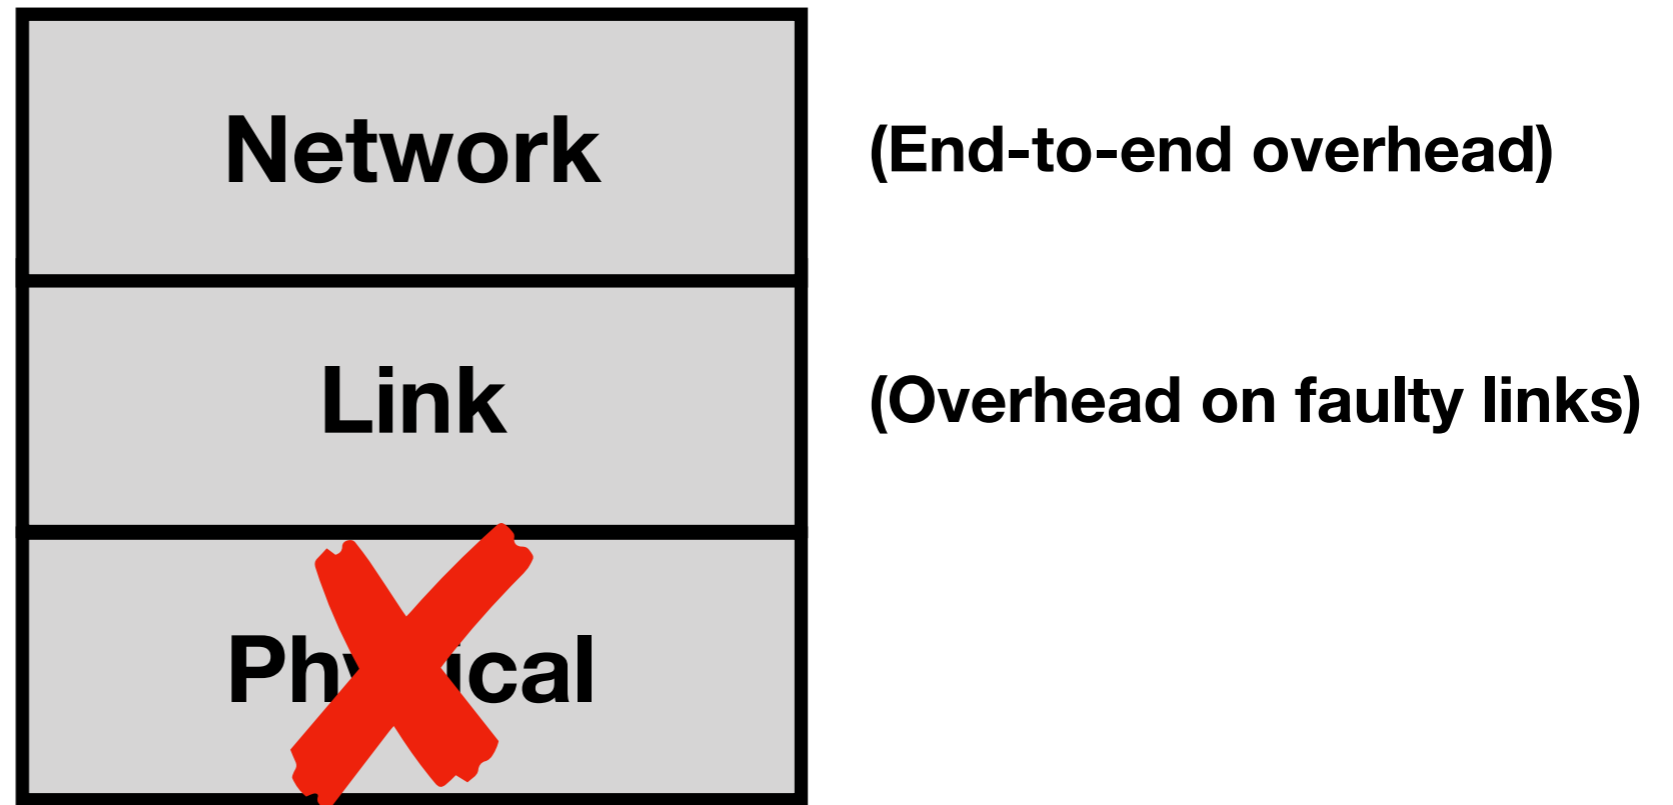 Network
(End-to-end overhead)
Link
(Overhead on faulty links)
Physical